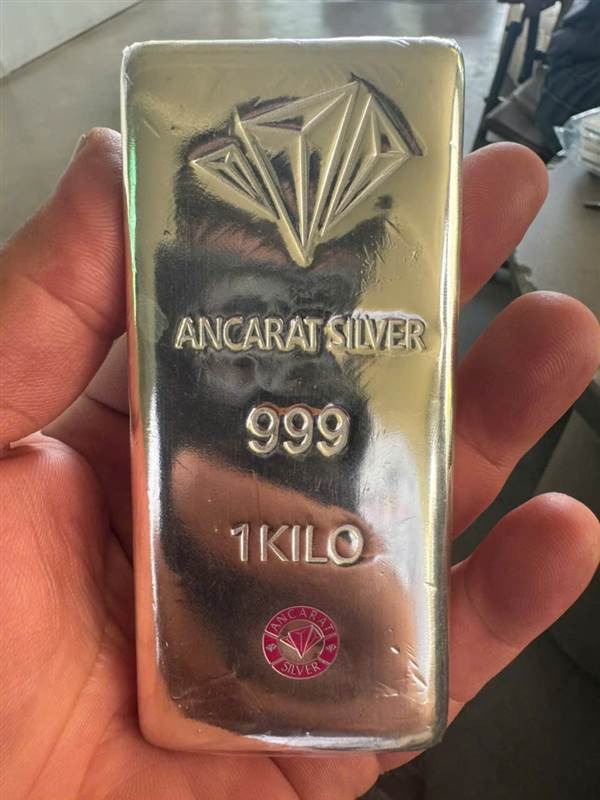 ANCARAT SILVER
999
1 KILO
ANCARAT
SILVER